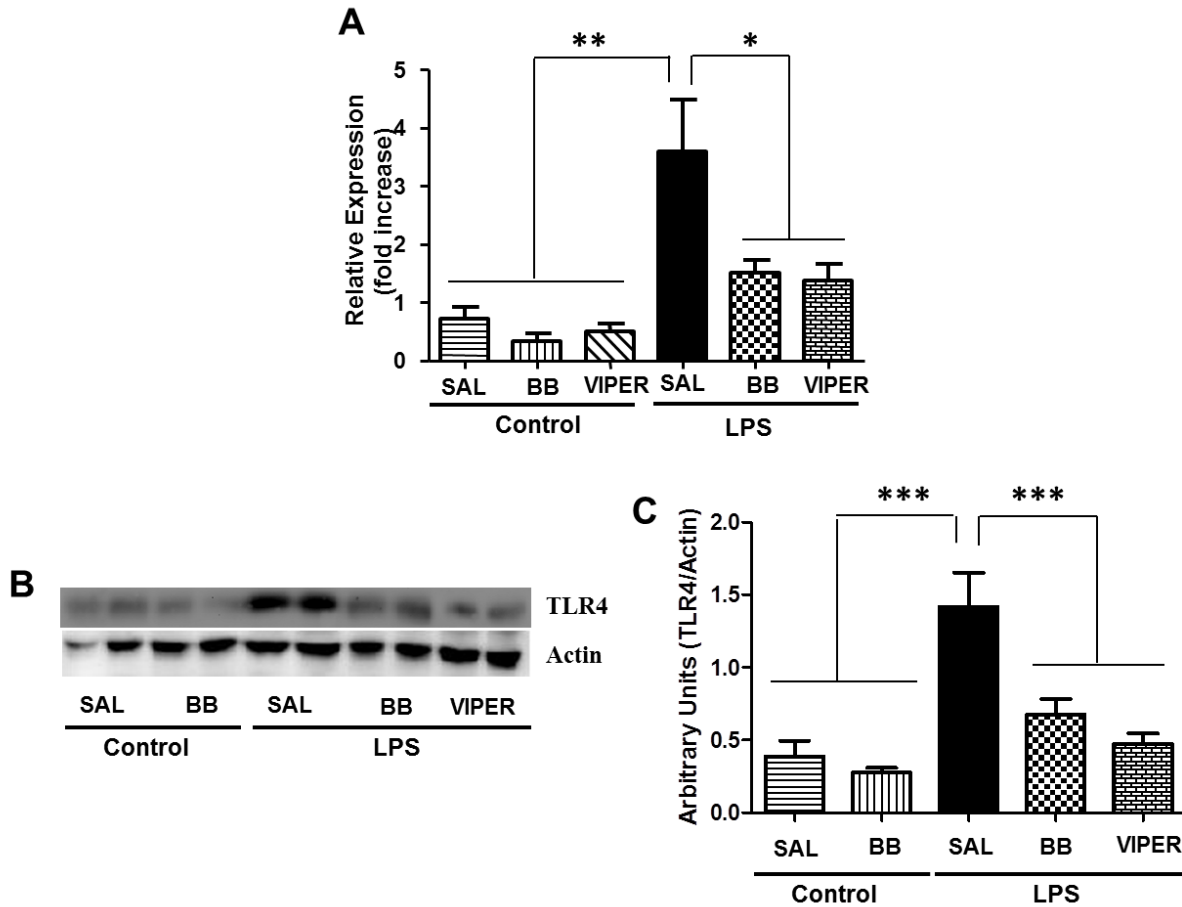 A
** *
Relative Expression
(fold increase)
5
4
3
2
1
0
SAL BB VIPER SAL BB VIPER
Control LPS
B
TLR4
Actin
SAL BB SAL BB VIPER
Control LPS
C
*** ***
Arbitrary Units (TLR4/Actin)
2.0
1.5
1.0
0.5
0.0
SAL BB SAL BB VIPER
Control LPS